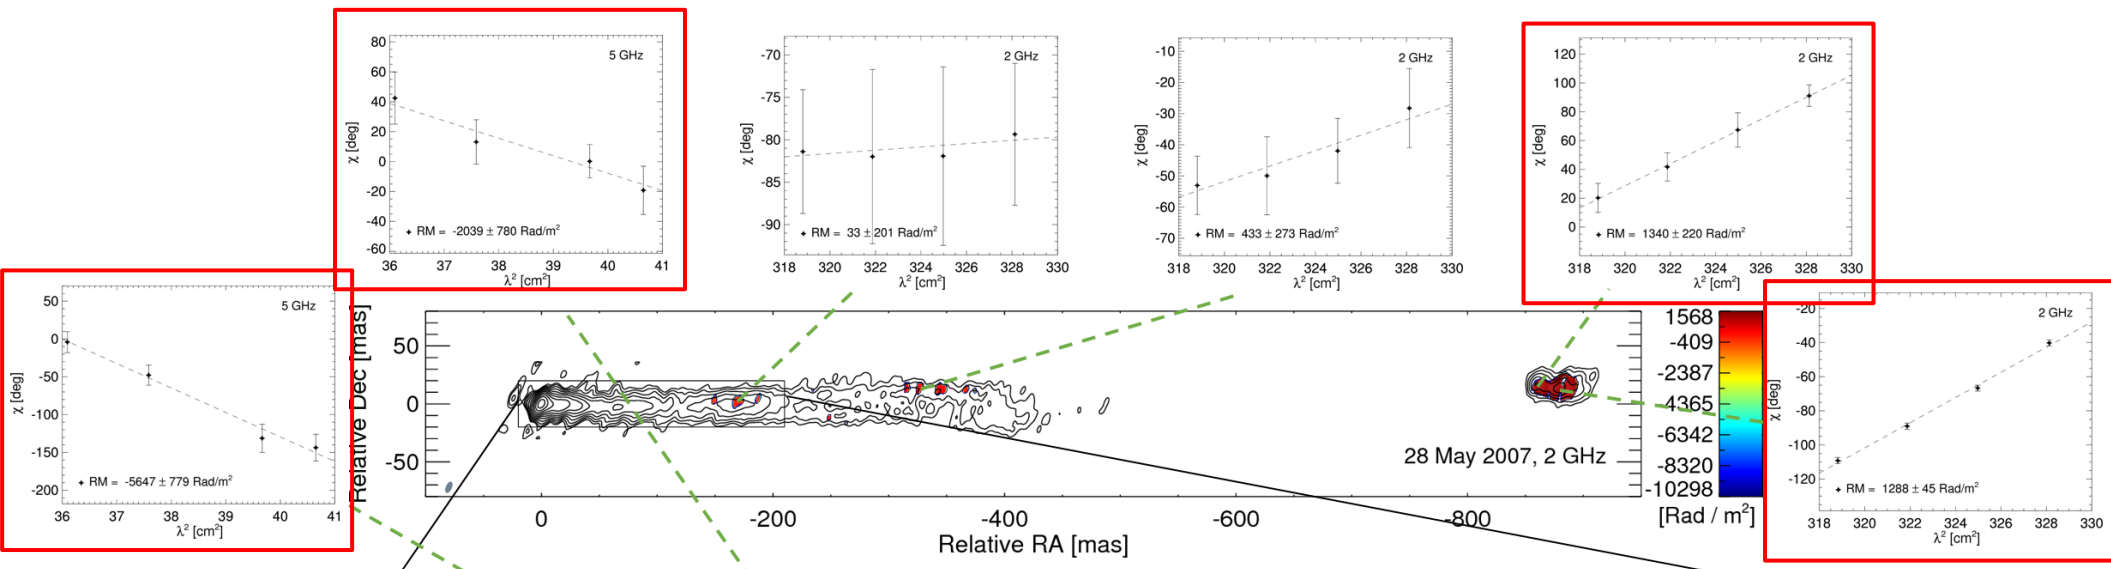 80
60
40
20
0
-20
-40
-60
χ [deg]
5 GHz
RM = -2039 ± 780 Rad/m²
36 37 38 39 40 41
λ² [cm²]
-70
-75
-80
-85
-90
χ [deg]
2 GHz
RM = 33 ± 201 Rad/m²
318 320 322 324 326 328 330
λ² [cm²]
-10
-20
-30
-40
-50
-60
-70
χ [deg]
2 GHz
RM = 433 ± 273 Rad/m²
318 320 322 324 326 328 330
λ² [cm²]
120
100
80
60
40
20
0
χ [deg]
2 GHz
RM = 1340 ± 220 Rad/m²
318 320 322 324 326 328 330
λ² [cm²]
50
0
-50
-100
-150
-200
χ [deg]
5 GHz
RM = -5647 ± 779 Rad/m²
36 37 38 39 40 41
λ² [cm²]
Relative Dec [mas]
50
0
-50
28 May 2007, 2 GHz
0 -200 -400 -600 -800
Relative RA [mas]
1568
-409
-2387
-4365
-6342
-8320
-10298
[Rad / m²]
-20
-40
-60
-80
-100
-120
χ [deg]
2 GHz
RM = 1288 ± 45 Rad/m²
318 320 322 324 326 328 330
λ² [cm²]